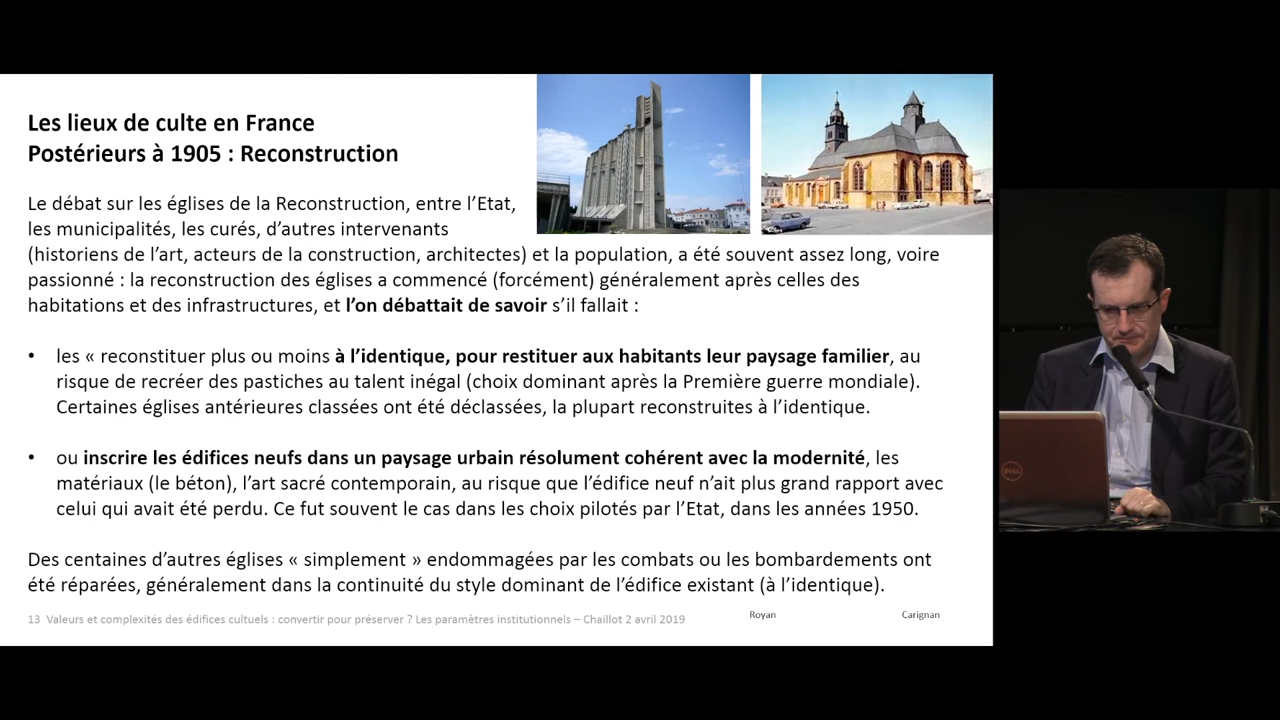 Les lieux de culte en France
Postérieurs à 1905 : Reconstruction
Le débat sur les églises de la Reconstruction, entre l’Etat,
les municipalités, les curés, d’autres intervenants
(historiens de l’art, acteurs de la construction, architectes) et la population, a été souvent assez long, voire
passionné : la reconstruction des églises a commencé (forcément) généralement après celles des
habitations et des infrastructures, et l’on débattait de savoir s’il fallait :
• les « reconstituer plus ou moins à l’identique, pour restituer aux habitants leur paysage familier, au
risque de recréer des pastiches au talent inégal (choix dominant après la Première guerre mondiale).
Certaines églises antérieures classées ont été déclassées, la plupart reconstruites à l’identique.
• ou inscrire les édifices neufs dans un paysage urbain résolument cohérent avec la modernité, les
matériaux (le béton), l’art sacré contemporain, au risque que l’édifice neuf n’ait plus grand rapport avec
celui qui avait été perdu. Ce fut souvent le cas dans les choix pilotés par l’Etat, dans les années 1950.
Des centaines d’autres églises « simplement » endommagées par les combats ou les bombardements ont
été réparées, généralement dans la continuité du style dominant de l’édifice existant (à l’identique).
13 Valeurs et complexités des édifices cultuels : convertir pour préserver ? Les paramètres institutionnels – Chaillot 2 avril 2019
Royan
Carignan
DELL